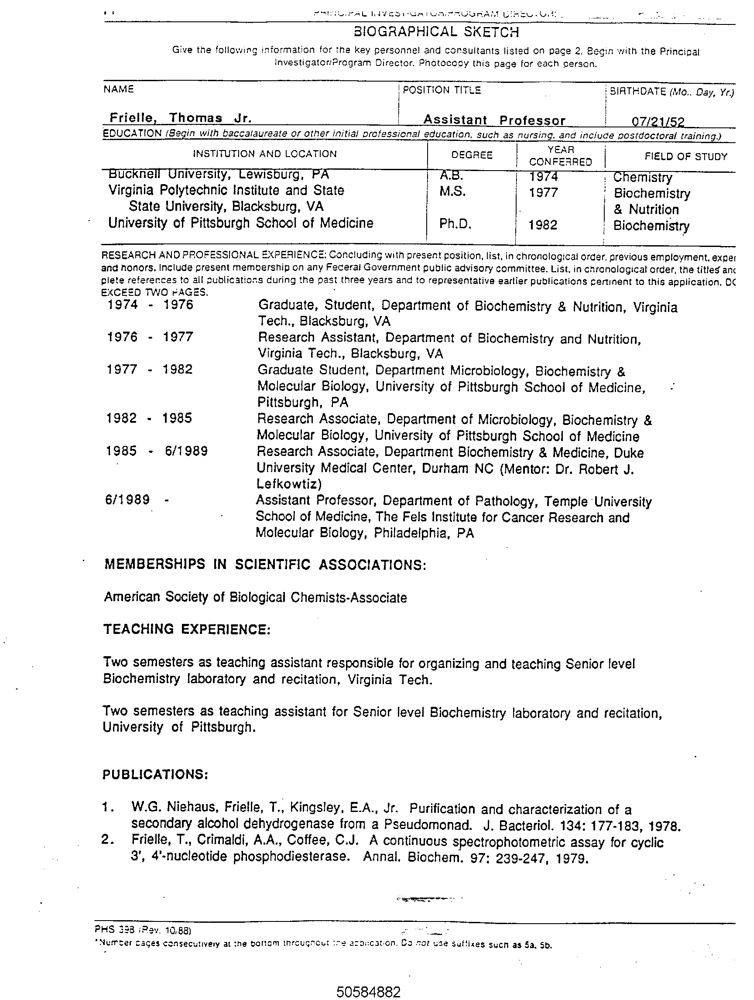 PRINCIPAL INVESTIGATOR/PROGRAM DIRECTOR:
BIOGRAPHICAL SKETCH
Give the following information for the key personnel and consultants listed on page 2. Begin with the Principal
Investigator/Program Director. Photocopy this page for each person.
NAME POSITION TITLE BIRTHDATE (Mo., Day, Yr.)
Frielle, Thomas Jr. Assistant Professor 07/21/52
EDUCATION (Begin with baccalaureate or other initial professional education, such as nursing, and include postdoctoral training.)
INSTITUTION AND LOCATION DEGREE YEAR CONFERRED FIELD OF STUDY
Bucknell University, Lewisburg, PA A.B. 1974 Chemistry
Virginia Polytechnic Institute and State M.S. 1977 Biochemistry
State University, Blacksburg, VA & Nutrition
University of Pittsburgh School of Medicine Ph.D. 1982 Biochemistry
RESEARCH AND PROFESSIONAL EXPERIENCE: Concluding with present position, list, in chronological order, previous employment, exper
and honors. Include present membership on any Federal Government public advisory committee. List, in chronological order, the titles and
plete references to all publications during the past three years and to representative earlier publications pertinent to this application. DO
EXCEED TWO PAGES.
1974 - 1976 Graduate, Student, Department of Biochemistry & Nutrition, Virginia
Tech., Blacksburg, VA
1976 - 1977 Research Assistant, Department of Biochemistry and Nutrition,
Virginia Tech., Blacksburg, VA
1977 - 1982 Graduate Student, Department Microbiology, Biochemistry &
Molecular Biology, University of Pittsburgh School of Medicine,
Pittsburgh, PA
1982 - 1985 Research Associate, Department of Microbiology, Biochemistry &
Molecular Biology, University of Pittsburgh School of Medicine
1985 - 6/1989 Research Associate, Department Biochemistry & Medicine, Duke
University Medical Center, Durham NC (Mentor: Dr. Robert J.
Lefkowtiz)
6/1989 - Assistant Professor, Department of Pathology, Temple University
School of Medicine, The Fels Institute for Cancer Research and
Molecular Biology, Philadelphia, PA
MEMBERSHIPS IN SCIENTIFIC ASSOCIATIONS:
American Society of Biological Chemists-Associate
TEACHING EXPERIENCE:
Two semesters as teaching assistant responsible for organizing and teaching Senior level
Biochemistry laboratory and recitation, Virginia Tech.
Two semesters as teaching assistant for Senior level Biochemistry laboratory and recitation,
University of Pittsburgh.
PUBLICATIONS:
1. W.G. Niehaus, Frielle, T., Kingsley, E.A., Jr. Purification and characterization of a
secondary alcohol dehydrogenase from a Pseudomonad. J. Bacteriol. 134: 177-183, 1978.
2. Frielle, T., Crimaldi, A.A., Coffee, C.J. A continuous spectrophotometric assay for cyclic
3', 4'-nucleotide phosphodiesterase. Annal. Biochem. 97: 239-247, 1979.
PHS 398 (Rev. 10/88)
*Number pages consecutively at the bottom throughout the application. Do not use suffixes such as 5a, 5b.
50584882